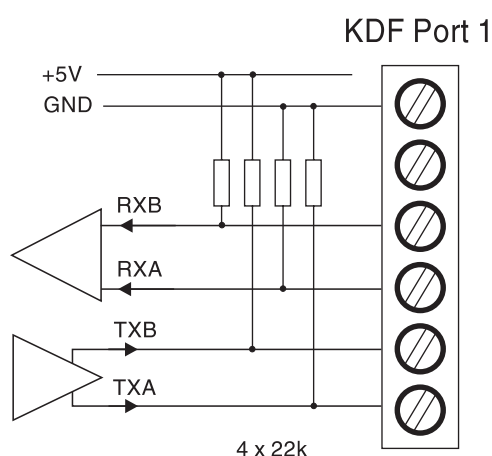 KDF Port 1
+5V
GND
RXB
RXA
TXB
TXA
4 x 22k